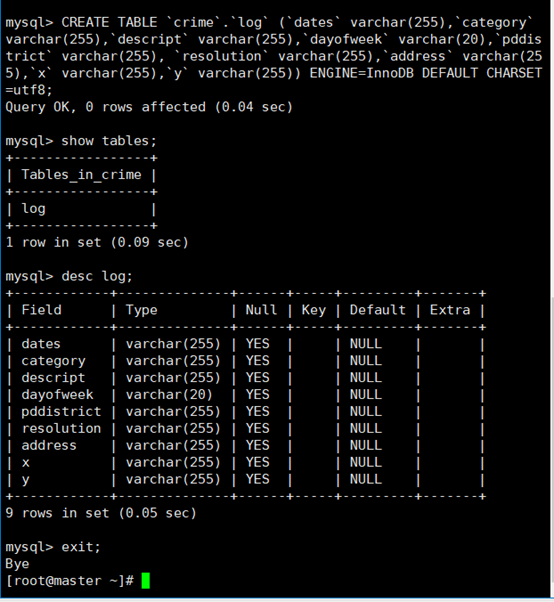 mysql> CREATE TABLE `crime`.`log` (`dates` varchar(255),`category`
varchar(255),`descript` varchar(255),`dayofweek` varchar(20),`pddis
trict` varchar(255), `resolution` varchar(255),`address` varchar(25
5),`x` varchar(255),`y` varchar(255)) ENGINE=InnoDB DEFAULT CHARSET
=utf8;
Query OK, 0 rows affected (0.04 sec)

mysql> show tables;
+-----------------+
| Tables_in_crime |
+-----------------+
| log             |
+-----------------+
1 row in set (0.09 sec)

mysql> desc log;
+------------+--------------+------+-----+---------+-------+
| Field      | Type         | Null | Key | Default | Extra |
+------------+--------------+------+-----+---------+-------+
| dates      | varchar(255) | YES  |     | NULL    |       |
| category   | varchar(255) | YES  |     | NULL    |       |
| descript   | varchar(255) | YES  |     | NULL    |       |
| dayofweek  | varchar(20)  | YES  |     | NULL    |       |
| pddistrict | varchar(255) | YES  |     | NULL    |       |
| resolution | varchar(255) | YES  |     | NULL    |       |
| address    | varchar(255) | YES  |     | NULL    |       |
| x          | varchar(255) | YES  |     | NULL    |       |
| y          | varchar(255) | YES  |     | NULL    |       |
+------------+--------------+------+-----+---------+-------+
9 rows in set (0.05 sec)

mysql> exit;
Bye
[root@master ~]#